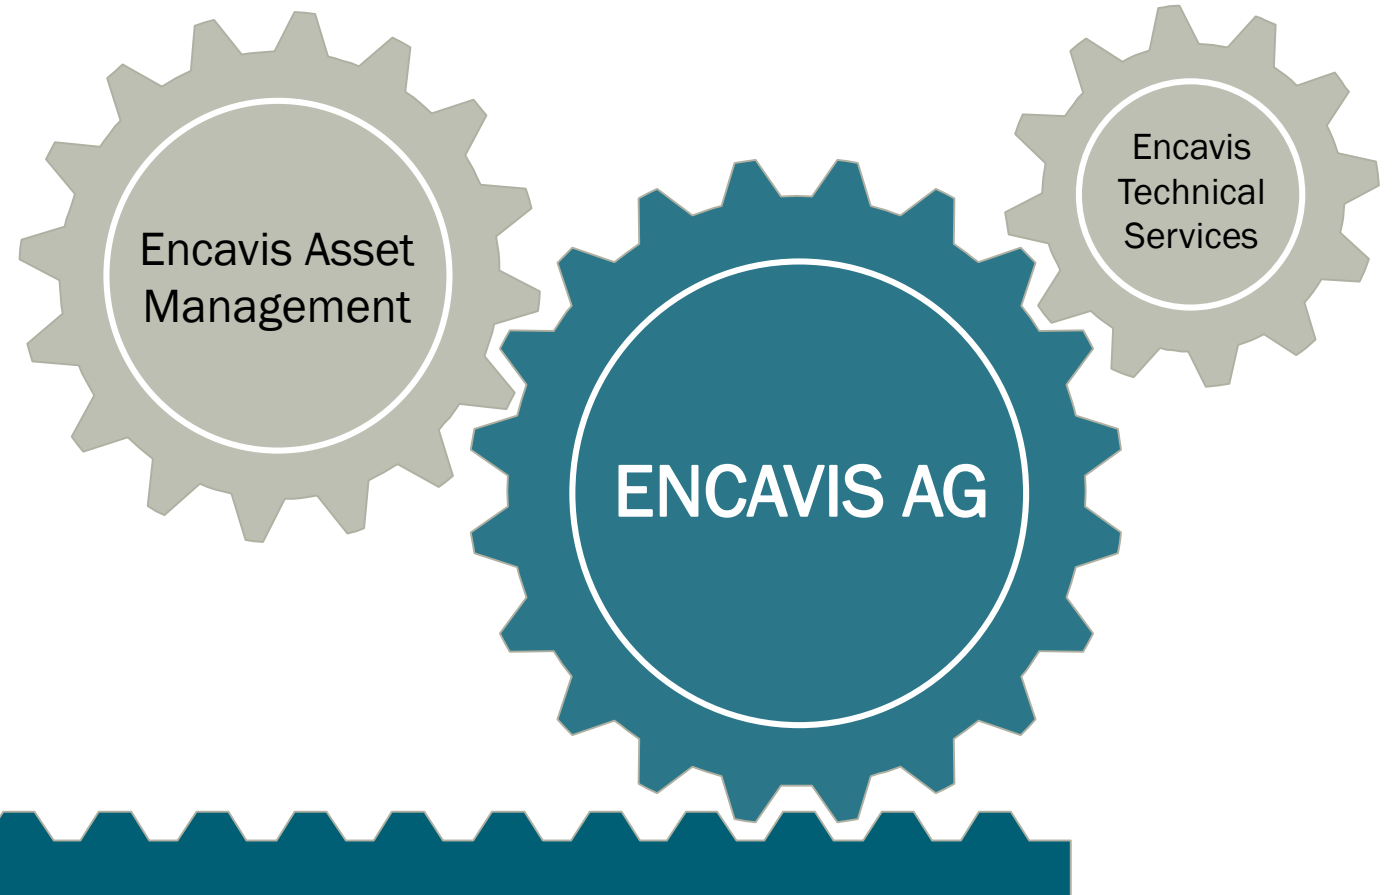 Encavis Asset
Management
Encavis
Technical
Services
ENCAVIS AG